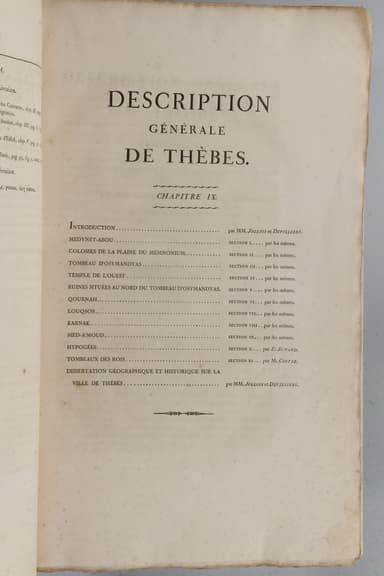 DESCRIPTION
GÉNÉRALE
DE THÈBES.
CHAPITRE IX.
INTRODUCTION........ par MM. JOLLOIS et DEVILLIERS.
MEDYNET-ABOU........ SECTION I.... par les mêmes.
COLOSSES DE LA PLAINE DU MEMNONIUM........ SECTION II.... par les mêmes.
TOMBEAU D'OSYMANDYAS........ SECTION III... par les mêmes.
TEMPLE DE L'OUEST........ SECTION IV... par les mêmes.
RUINES SITUÉES AU NORD DU TOMBEAU D'OSYMANDYAS. SECTION V.... par les mêmes.
QOURNAH........ SECTION VI.... par les mêmes.
LOUQSOR........ SECTION VII... par les mêmes.
KARNAK........ SECTION VIII.. par les mêmes.
MED-A'MOUD........ SECTION IX... par les mêmes.
HYPOGÉES........ SECTION X... par E. JOMARD.
TOMBEAUX DES ROIS........ SECTION XI... par M. COSTAZ.
DISSERTATION GÉOGRAPHIQUE ET HISTORIQUE SUR LA
VILLE DE THÈBES........ par MM. JOLLOIS et DEVILLIERS.